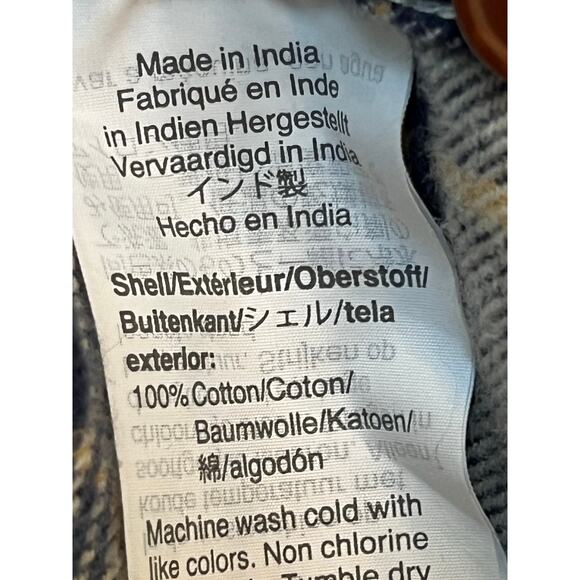 Made in India
Fabriqué en Inde
in Indien Hergestellt
Vervaardigd in India
インド製
Hecho en India
Shell/Extérieur/Oberstoff/
Buitenkant/シェル/tela
exterior:
100% Cotton/Coton/
Baumwolle/Katoen/
綿/algodón
Machine wash cold with
like colors. Non chlorine
Tumble dry